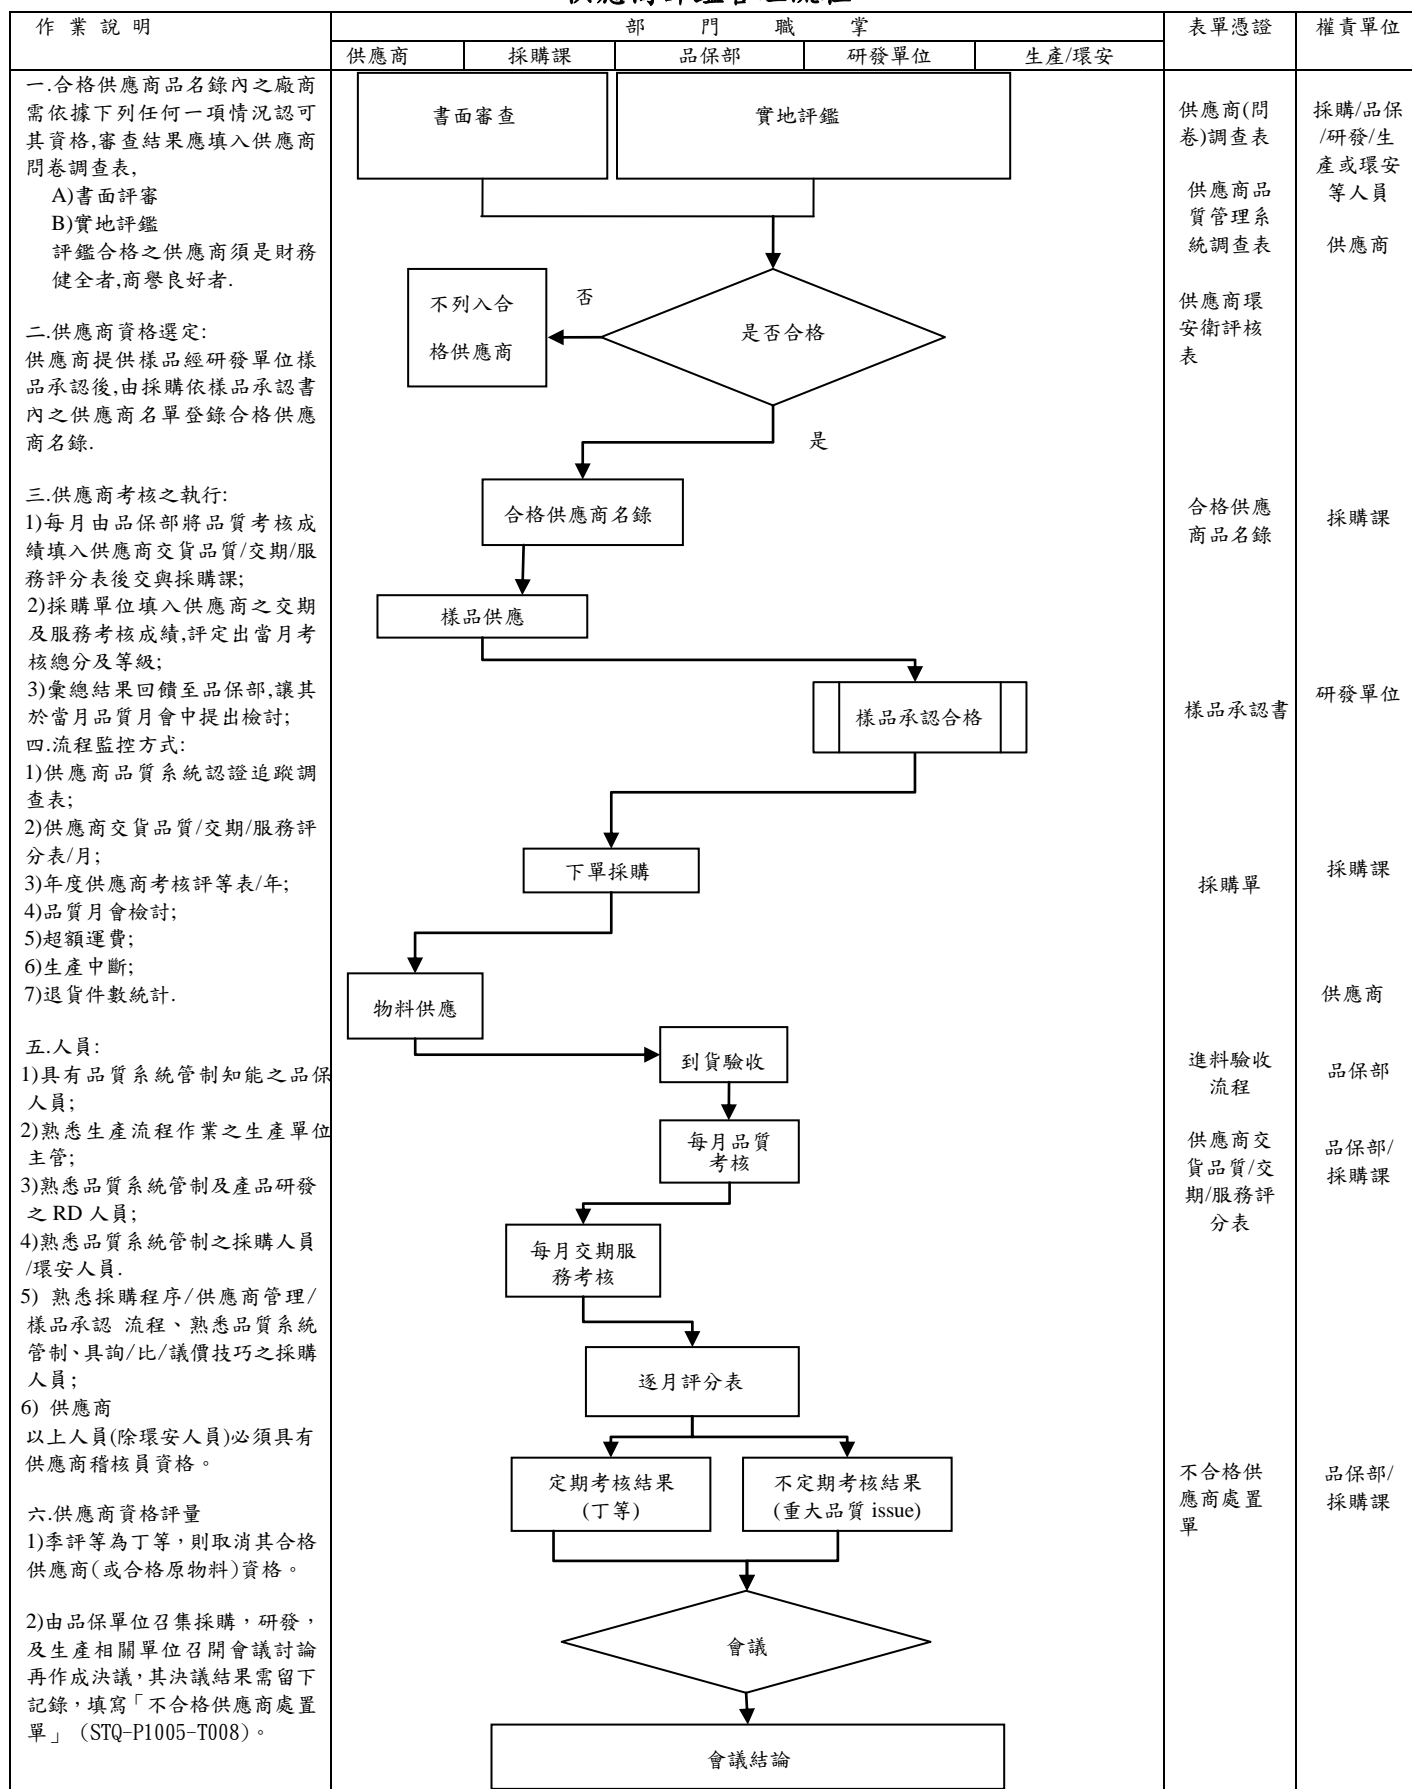 供應商評鑑管理流程
作 業 說 明
部 門 職 掌
表單憑證
權責單位
供應商
採購課
品保部
研發單位
生產/環安
一.合格供應商品名錄內之廠商
需依據下列任何一項情況認可
其資格,審查結果應填入供應商
問卷調查表,
A)書面評審
B)實地評鑑
評鑑合格之供應商須是財務
健全者,商譽良好者.
二.供應商資格選定:
供應商提供樣品經研發單位樣
品承認後,由採購依樣品承認書
內之供應商名單登錄合格供應
商名錄.
三.供應商考核之執行:
1)每月由品保部將品質考核成
績填入供應商交貨品質/交期/服
務評分表後交與採購課;
2)採購單位填入供應商之交期
及服務考核成績,評定出當月考
核總分及等級;
3)彙總結果回饋至品保部,讓其
於當月品質月會中提出檢討;
四.流程監控方式:
1)供應商品質系統認證追蹤調
查表;
2)供應商交貨品質/交期/服務評
分表/月;
3)年度供應商考核評等表/年;
4)品質月會檢討;
5)超額運費;
6)生產中斷;
7)退貨件數統計.
五.人員:
1)具有品質系統管制知能之品保
人員;
2)熟悉生產流程作業之生產單位
主管;
3)熟悉品質系統管制及產品研發
之 RD 人員;
4)熟悉品質系統管制之採購人員
/環安人員.
5) 熟悉採購程序/供應商管理/
樣品承認 流程、熟悉品質系統
管制、具詢/比/議價技巧之採購
人員;
6) 供應商
以上人員(除環安人員)必須具有
供應商稽核員資格。
六.供應商資格評量
1)季評等為丁等,則取消其合格
供應商(或合格原物料)資格。
2)由品保單位召集採購,研發,
及生產相關單位召開會議討論
再作成決議,其決議結果需留下
記錄,填寫「不合格供應商處置
單」 (STQ-P1005-T008)。
書面審查
實地評鑑
不列入合
格供應商
否
是否合格
是
合格供應商名錄
樣品供應
樣品承認合格
下單採購
物料供應
到貨驗收
每月品質
考核
每月交期服
務考核
逐月評分表
定期考核結果
(丁等)
不定期考核結果
(重大品質 issue)
會議
會議結論
供應商(問
卷)調查表
供應商品
質管理系
統調查表
供應商環
安衛評核
表
合格供應
商品名錄
樣品承認書
採購單
進料驗收
流程
供應商交
貨品質/交
期/服務評
分表
不合格供
應商處置
單
採購/品保
/研發/生
產或環安
等人員
供應商
採購課
研發單位
採購課
供應商
品保部
品保部/
採購課
品保部/
採購課